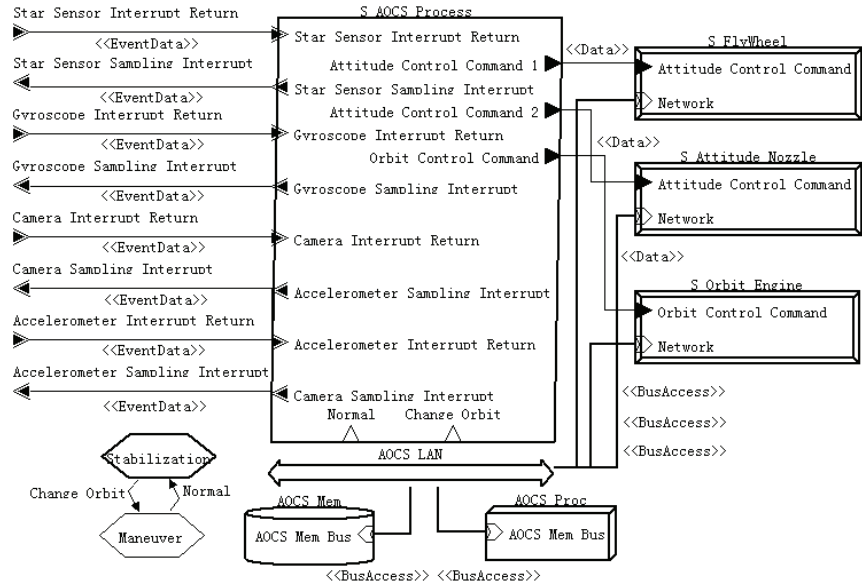 Star Sensor Interrupt Return
S AOCS Process
<<EventData>>
Star Sensor Interrupt Return
<<Data>>
S FlyWheel
Star Sensor Sampling Interrupt
Attitude Control Command 1
Attitude Control Command
Star Sensor Sampling Interrupt
<<EventData>>
Network
Gyroscope Interrupt Return
Attitude Control Command 2
Gyroscope Interrupt Return
<<EventData>>
<<Data>>
Orbit Control Command
S Attitude Nozzle
Gyroscope Sampling Interrupt
Attitude Control Command
Gyroscope Sampling Interrupt
<<EventData>>
Network
Camera Interrupt Return
Camera Interrupt Return
<<EventData>>
<<Data>>
Camera Sampling Interrupt
S Orbit Engine
Accelerometer Sampling Interrupt
<<EventData>>
Orbit Control Command
Accelerometer Interrupt Return
Accelerometer Interrupt Return
Network
<<EventData>>
Accelerometer Sampling Interrupt
Camera Sampling Interrupt
<<BusAccess>>
<<EventData>>
Normal
Change Orbit
<<BusAccess>>
<<BusAccess>>
AOCS LAN
Stabilization
Change Orbit
Normal
AOCS Mem
AOCS Proc
Maneuver
AOCS Mem Bus
AOCS Mem Bus
<<BusAccess>>
<<BusAccess>>